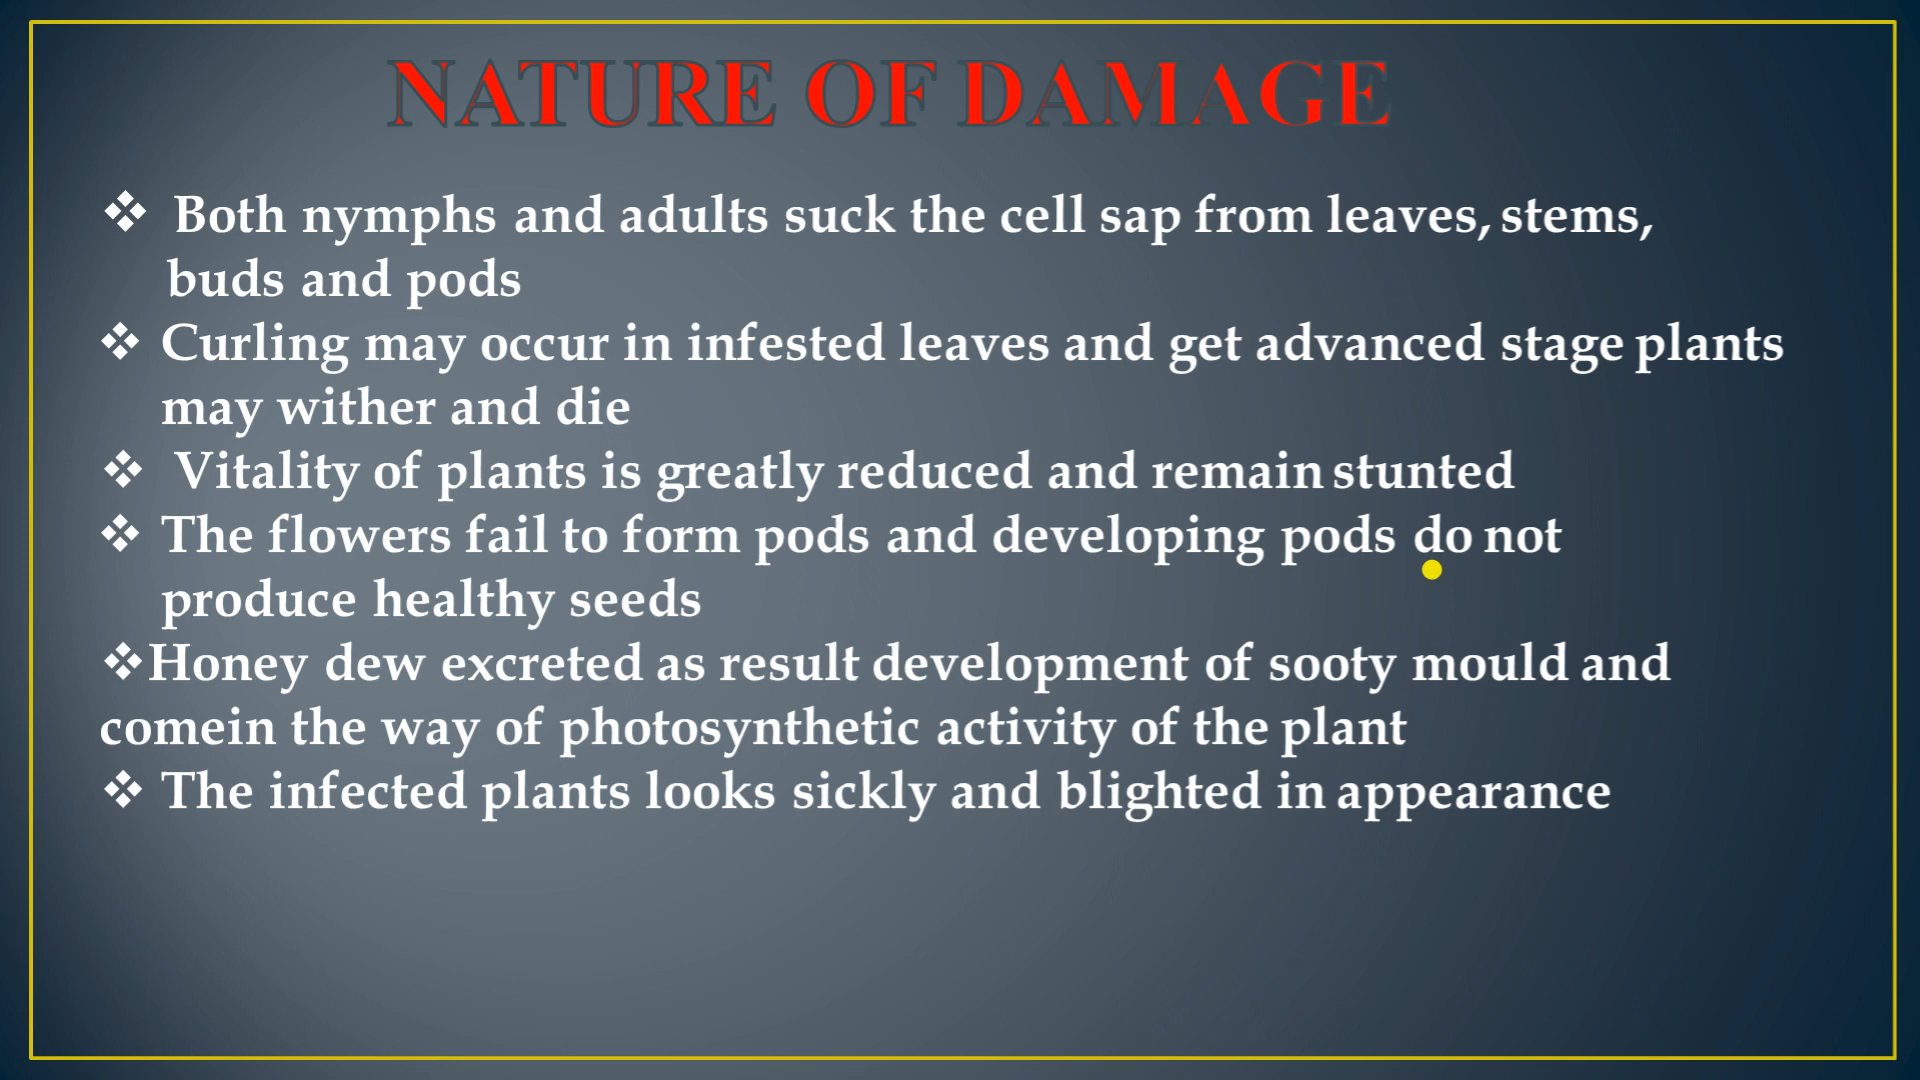 NATURE OF DAMAGE
❖ Both nymphs and adults suck the cell sap from leaves, stems,
buds and pods
❖ Curling may occur in infested leaves and get advanced stage plants
may wither and die
❖ Vitality of plants is greatly reduced and remain stunted
❖ The flowers fail to form pods and developing pods do not
produce healthy seeds
❖Honey dew excreted as result development of sooty mould and
comein the way of photosynthetic activity of the plant
❖ The infected plants looks sickly and blighted in appearance